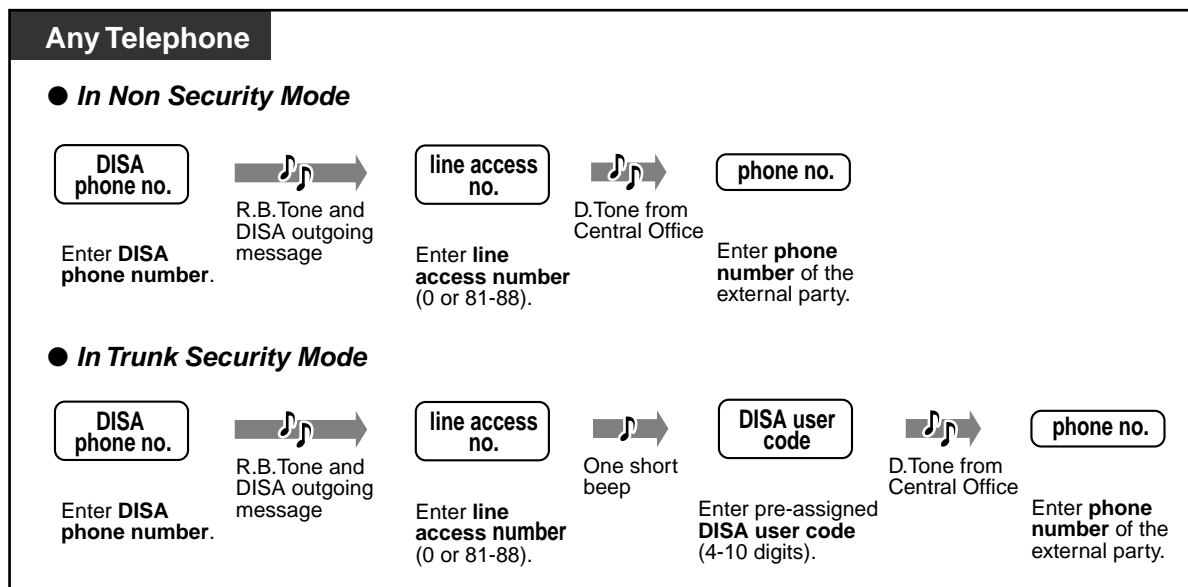 Any Telephone
● In Non Security Mode
DISA
phone no.
R.B.Tone and
DISA outgoing
message
line access
no.
D.Tone from
Central Office
phone no.
Enter DISA
phone number.
Enter line
access number
(0 or 81-88).
Enter phone
number of the
external party.
● In Trunk Security Mode
DISA
phone no.
R.B.Tone and
DISA outgoing
message
line access
no.
One short
beep
DISA user
code
D.Tone from
Central Office
phone no.
Enter DISA
phone number.
Enter line
access number
(0 or 81-88).
Enter pre-assigned
DISA user code
(4-10 digits).
Enter phone
number of the
external party.